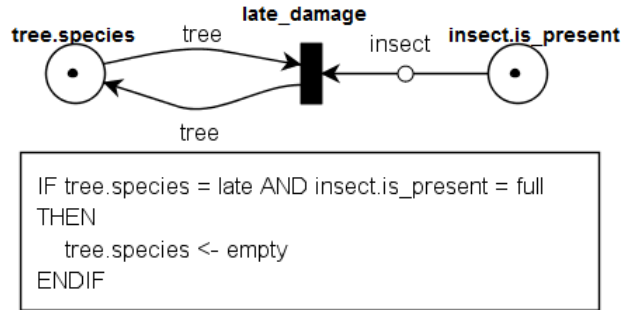 late_damage
tree.species
tree
insect
insect.is_present
tree
IF tree.species = late AND insect.is_present = full
THEN
tree.species <- empty
ENDIF